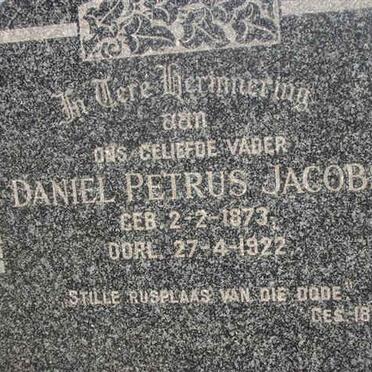 In Tere Herinnering
aan
ONS GELIEFDE VADER
DANIEL PETRUS JACOB
GEB. 2-2-1873.
OORL. 27-4-1922
"STILLE RUSPLAAS VAN DIE DODE."
GES. 18